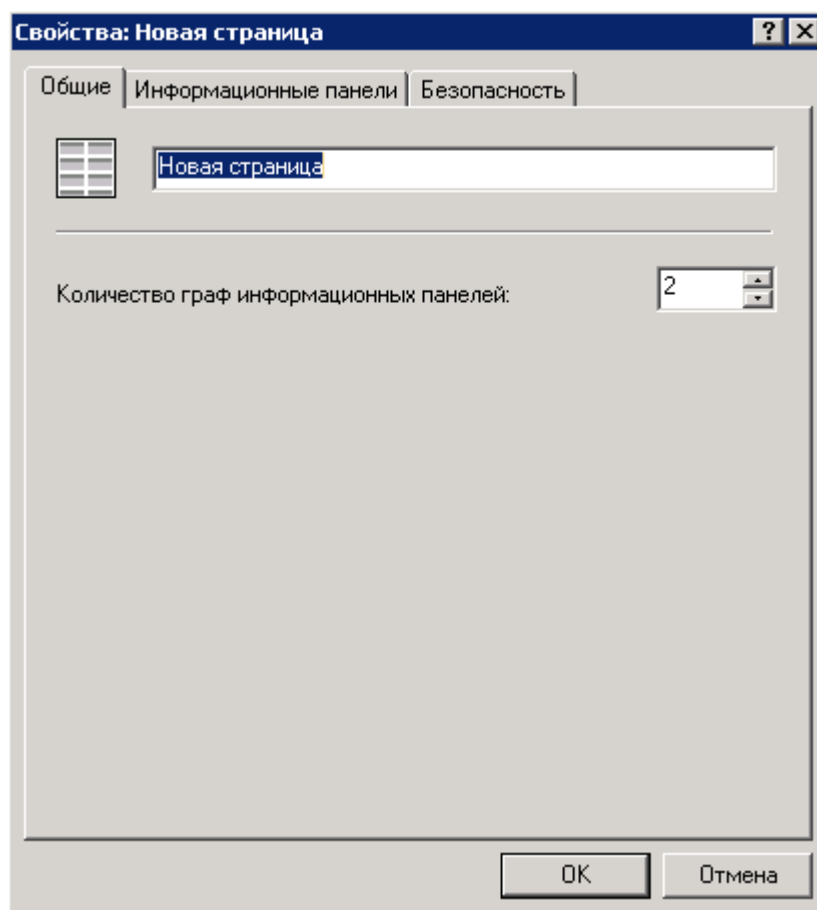 Свойства: Новая страница
Общие Информационные панели Безопасность
Новая страница
Количество граф информационных панелей: 2
OK Отмена